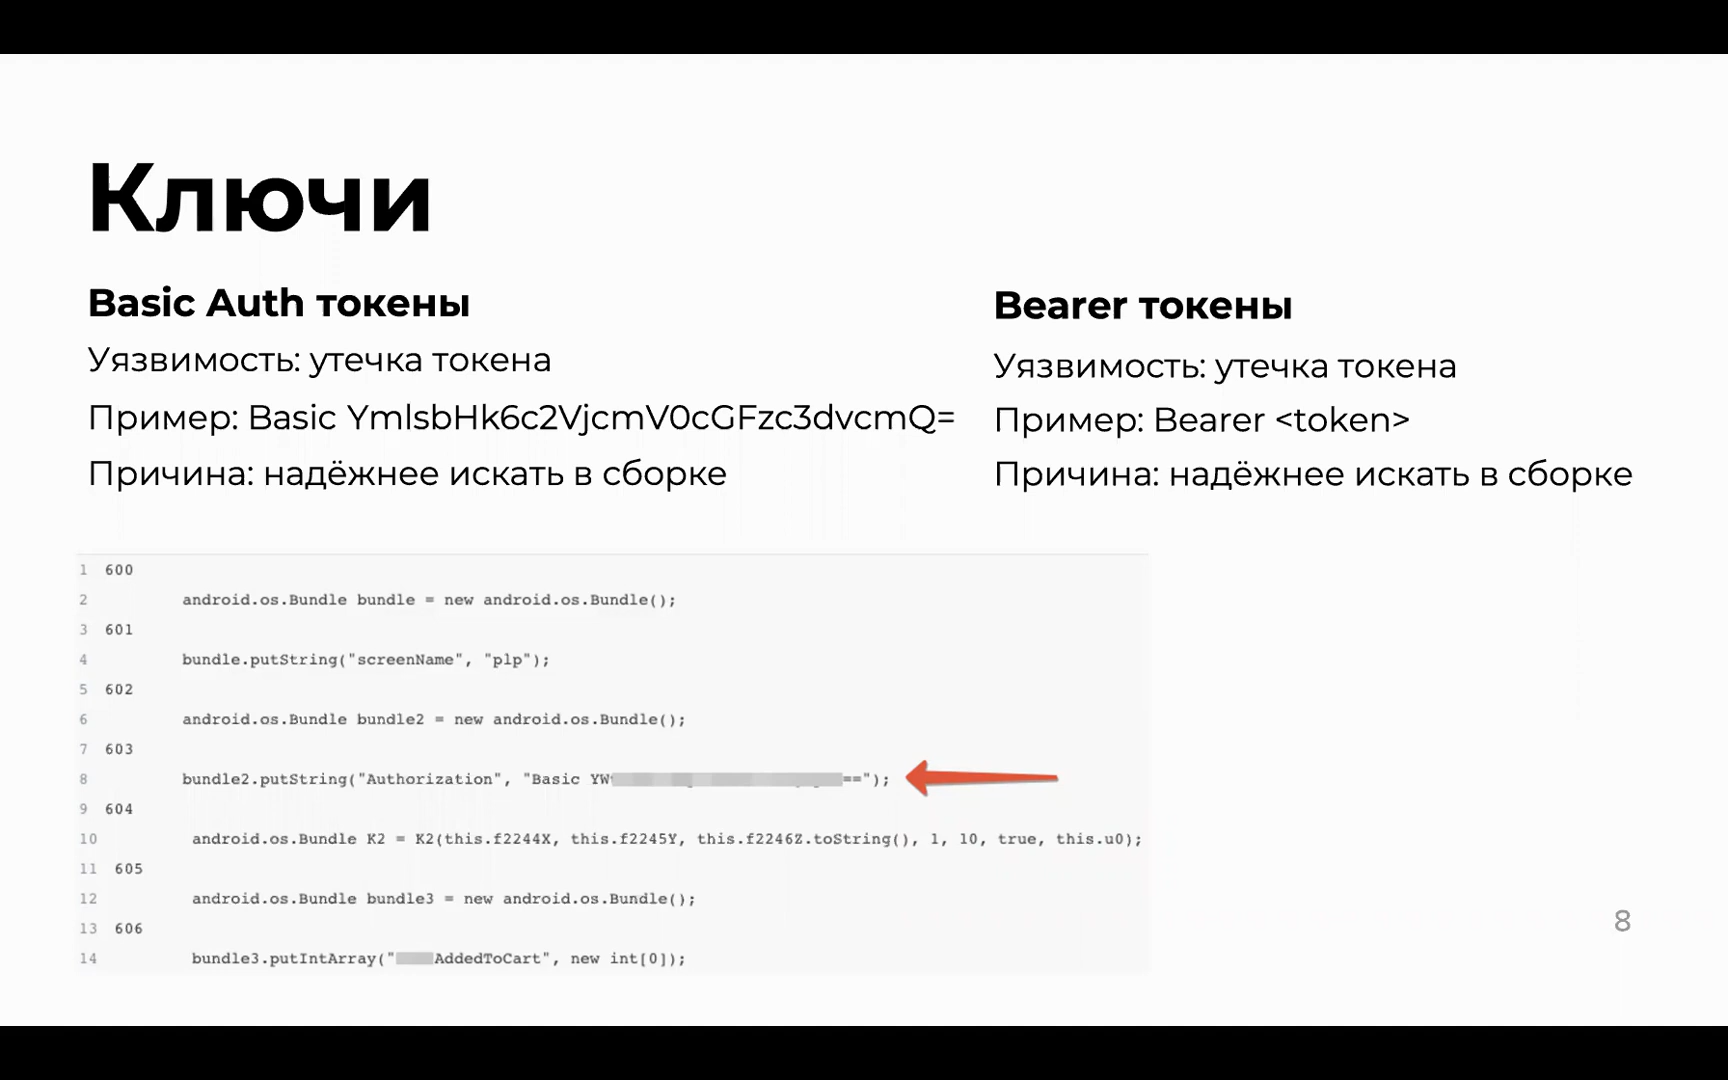 Ключи
Basic Auth токены
Уязвимость: утечка токена
Пример: Basic YmlsbHk6c2VjcmV0cGFzc3dvcmQ=
Причина: надёжнее искать в сборке
Bearer токены
Уязвимость: утечка токена
Пример: Bearer <token>
Причина: надёжнее искать в сборке
1 600
2 android.os.Bundle bundle = new android.os.Bundle();
3 601
4 bundle.putString("screenName", "plp");
5 602
6 android.os.Bundle bundle2 = new android.os.Bundle();
7 603
8 bundle2.putString("Authorization", "Basic YW ==");
9 604
10 android.os.Bundle K2 = K2(this.f2244X, this.f2245Y, this.f2246Z.toString(), 1, 10, true, this.u0);
11 605
12 android.os.Bundle bundle3 = new android.os.Bundle();
13 606
14 bundle3.putIntArray(" AddedToCart", new int[0]);
8